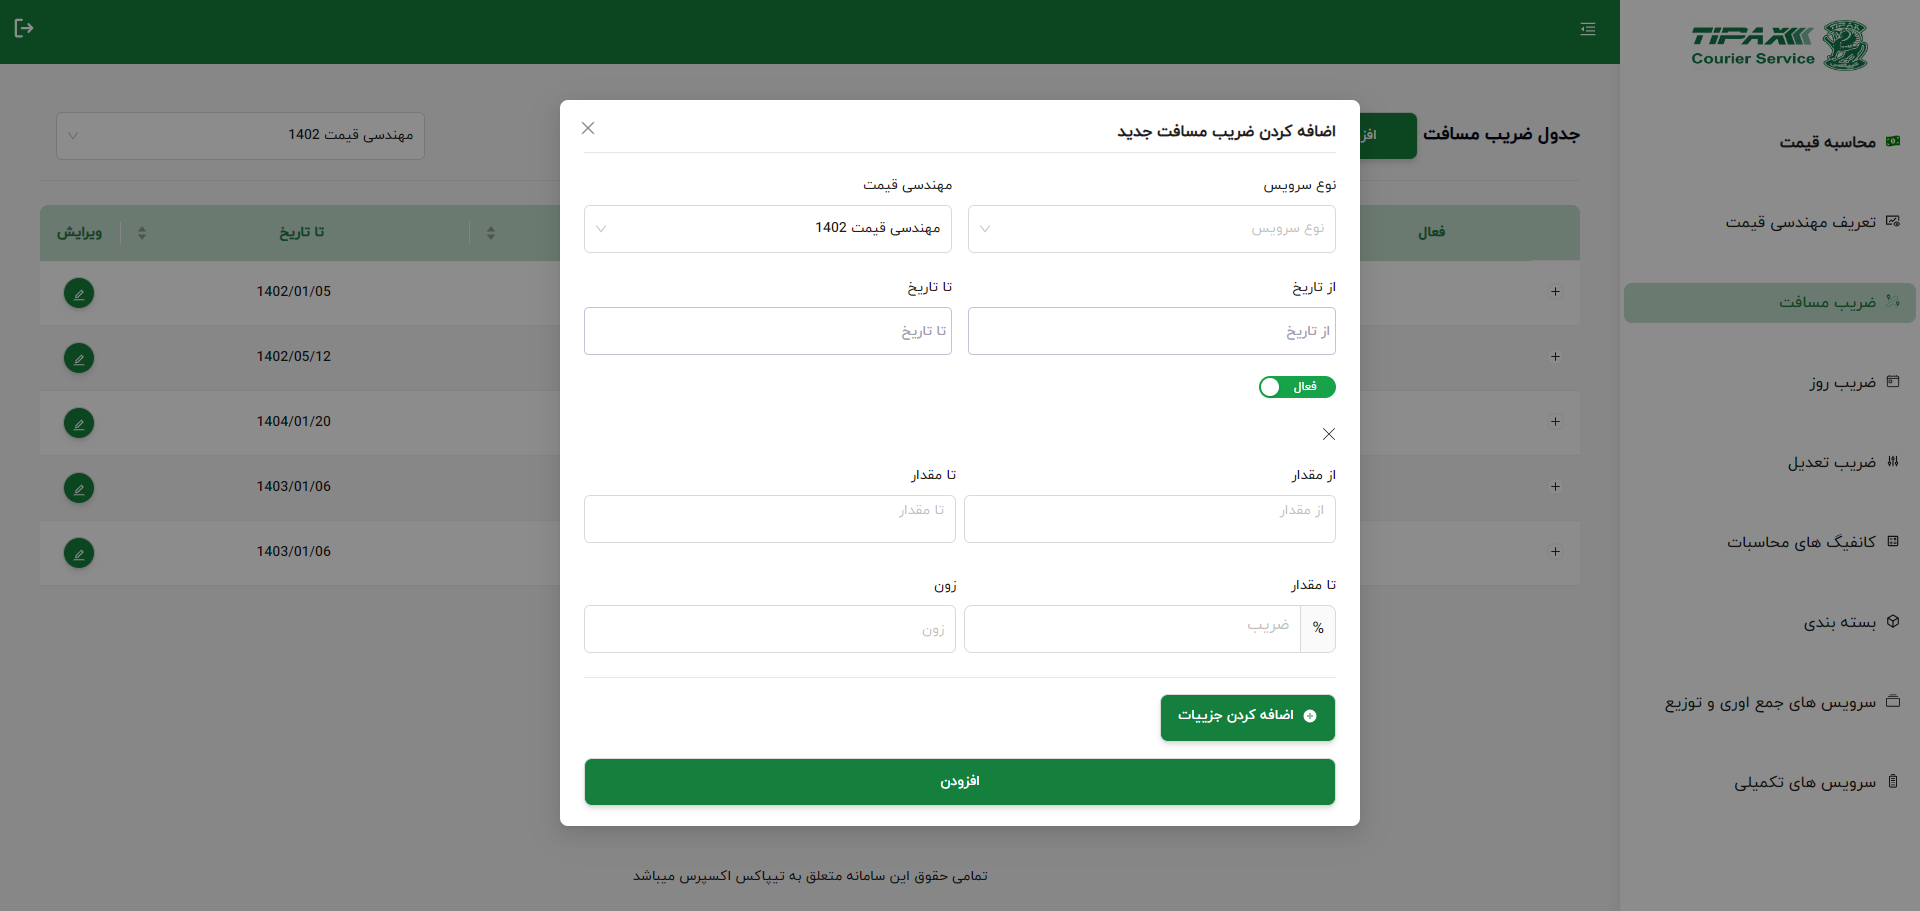 TIPAX
Courier Service
محاسبه قیمت
تعریف مهندسی قیمت
ضریب مسافت
ضریب روز
ضریب تعدیل
کانفیگ های محاسبات
بسته بندی
سرویس های جمع اوری و توزیع
سرویس های تکمیلی
جدول ضریب مسافت
مهندسی قیمت 1402
فعال
تا تاریخ
ویرایش
1402/01/05
1402/05/12
1404/01/20
1403/01/06
1403/01/06
اضافه کردن ضریب مسافت جدید
نوع سرویس
مهندسی قیمت
نوع سرویس
مهندسی قیمت 1402
از تاریخ
تا تاریخ
از تاریخ
تا تاریخ
فعال
از مقدار
تا مقدار
از مقدار
تا مقدار
تا مقدار
زون
%
ضریب
زون
اضافه کردن جزییات
افزودن
تمامی حقوق این سامانه متعلق به تیپاکس اکسپرس میباشد